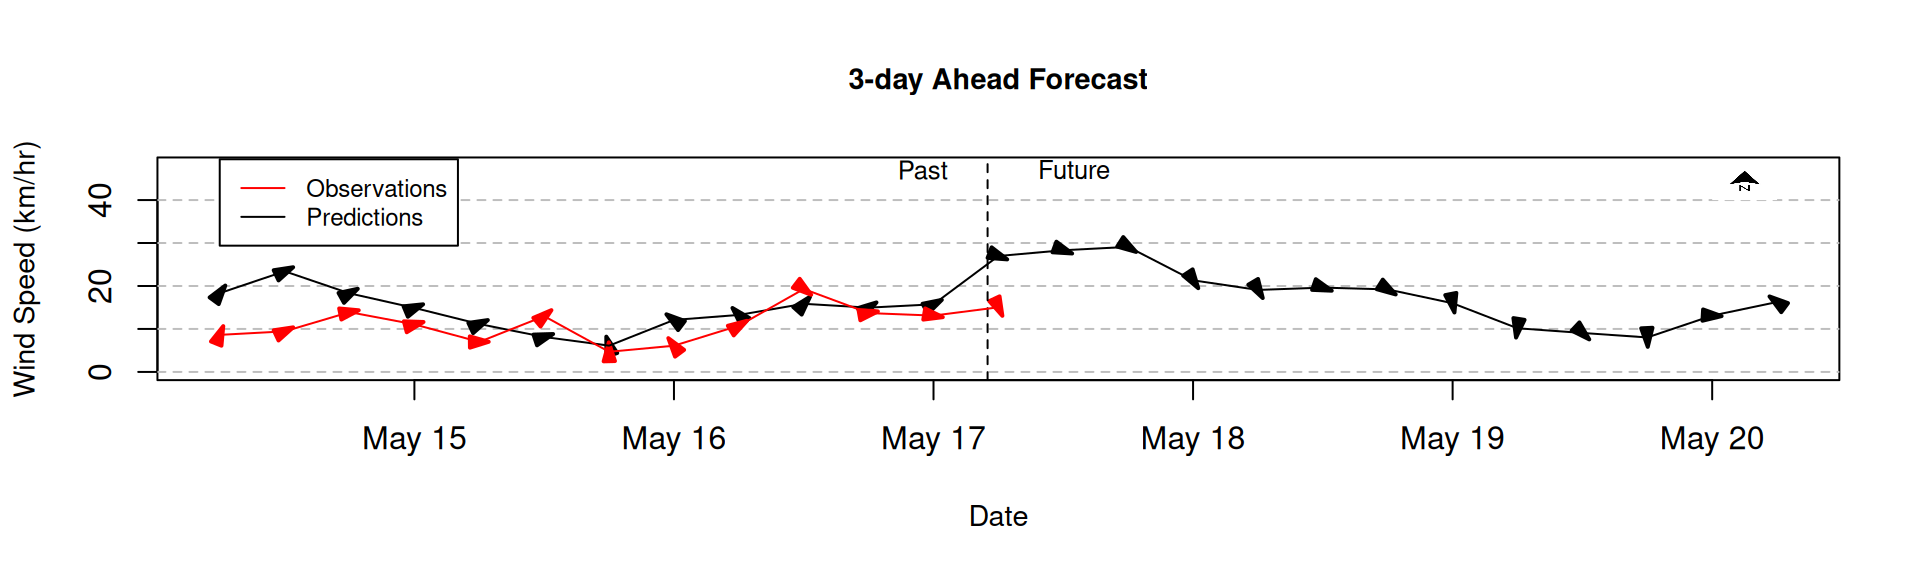 3-day Ahead Forecast
Past Future
Observations
Predictions
N
Wind Speed (km/hr)
40
20
0
May 15 May 16 May 17 May 18 May 19 May 20
Date